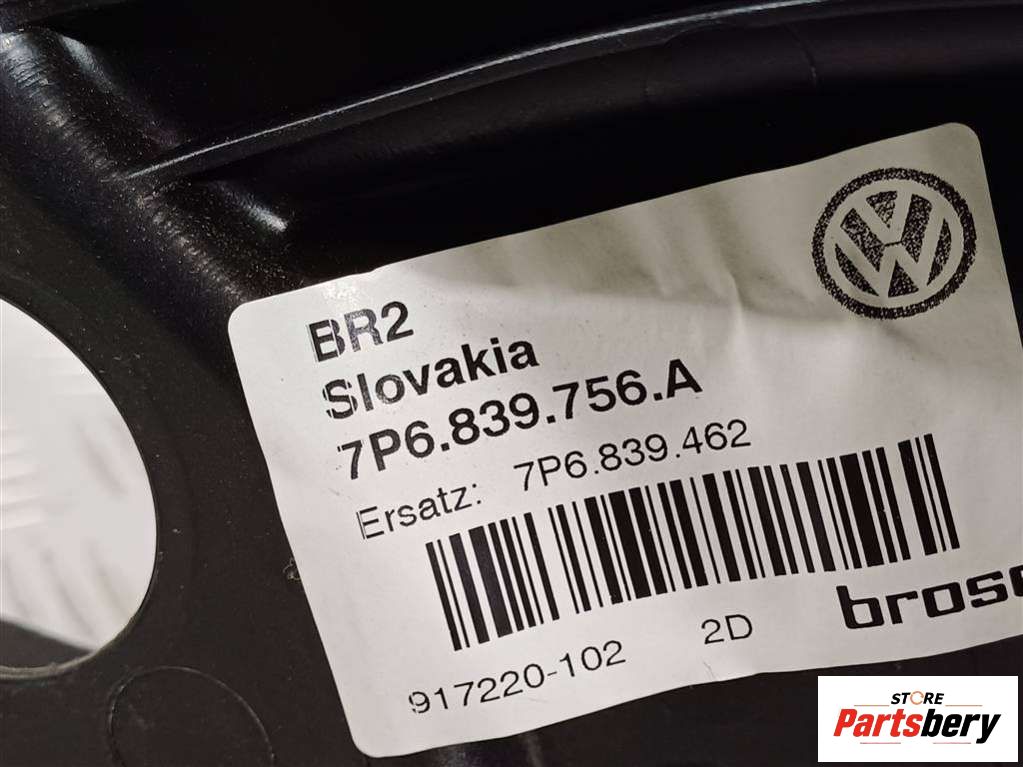 BR2
Slovakia
7P6.839.756.A
Ersatz: 7P6.839.462
917220-102 2D
STORE
Partsbery